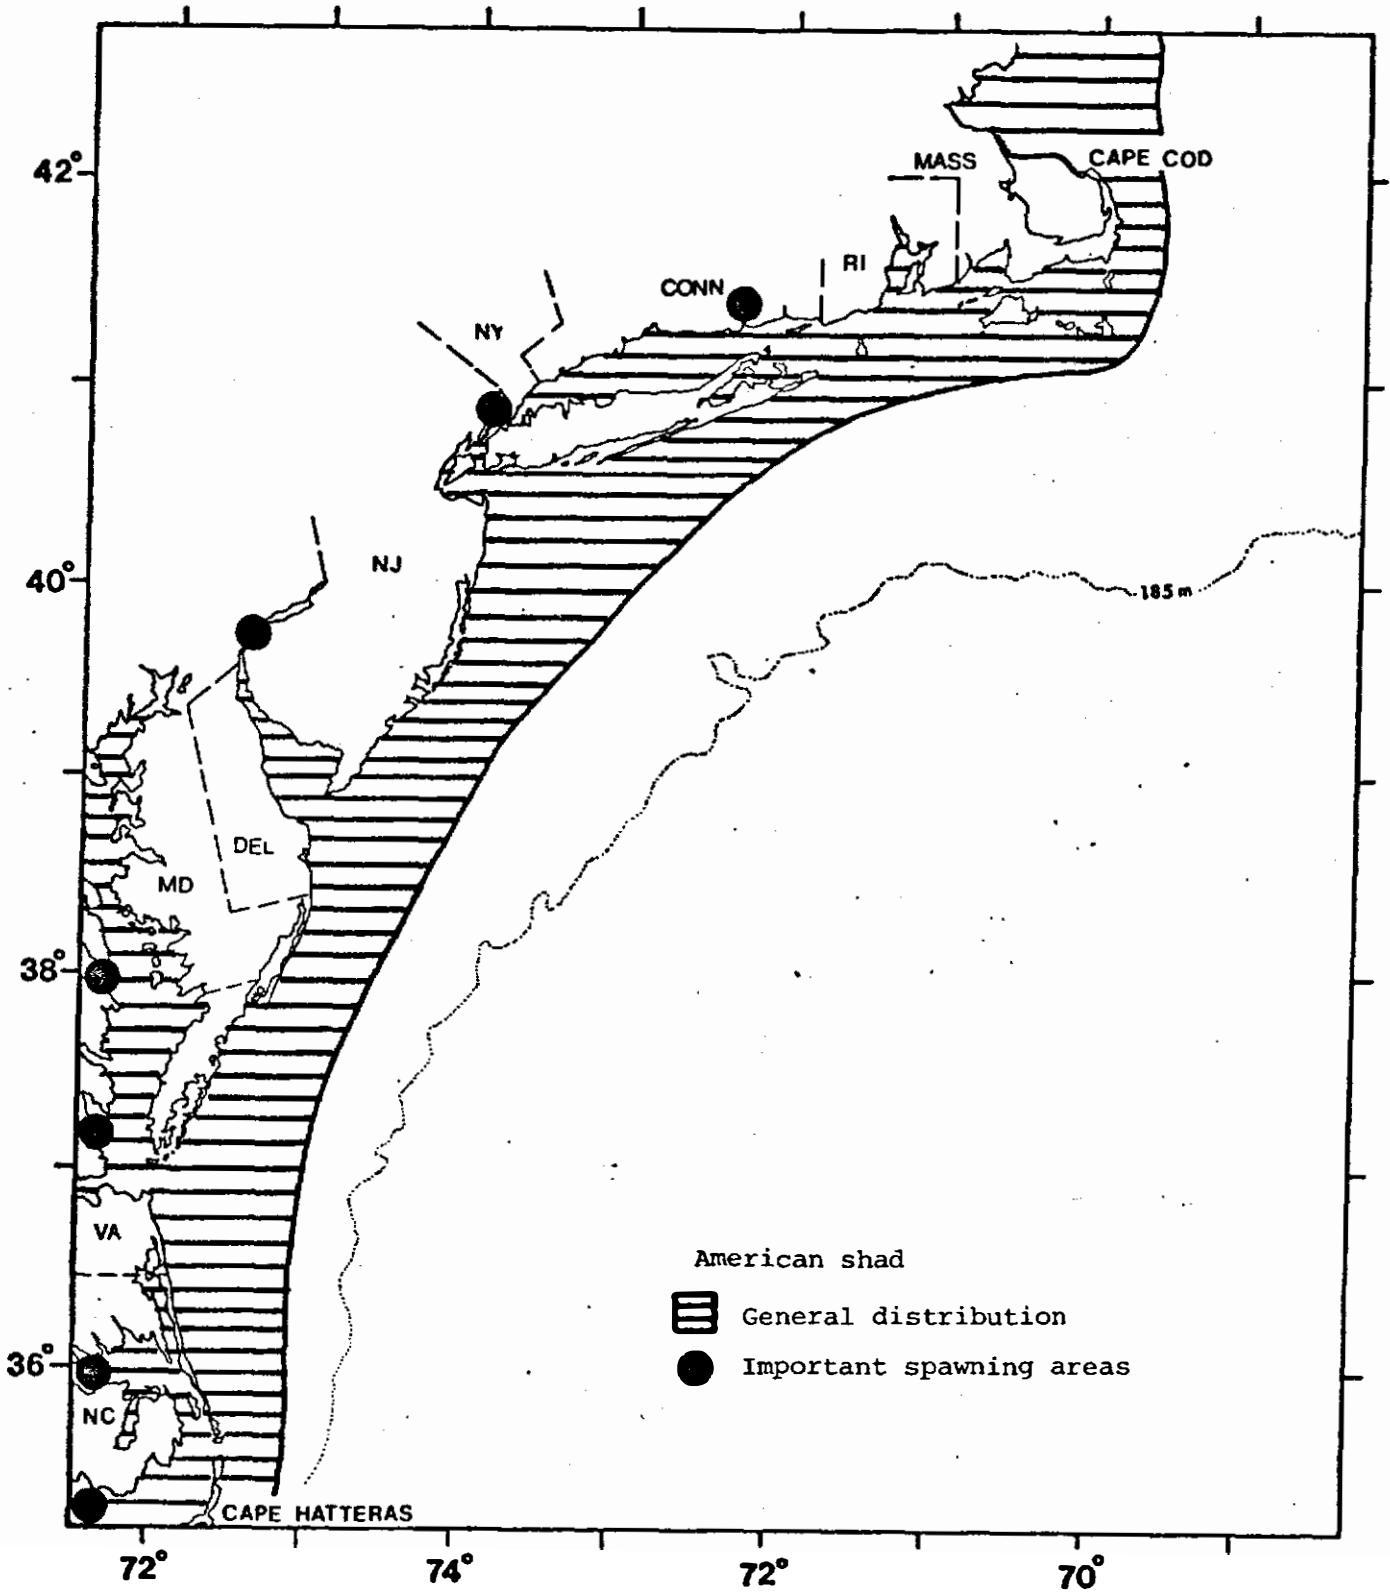 42°
MASS
CAPE COD
RI
CONN
NY
NJ
40°
185 m
DEL
MD
38°
VA
American shad
General distribution
Important spawning areas
36°
NC
CAPE HATTERAS
72°
74°
72°
70°